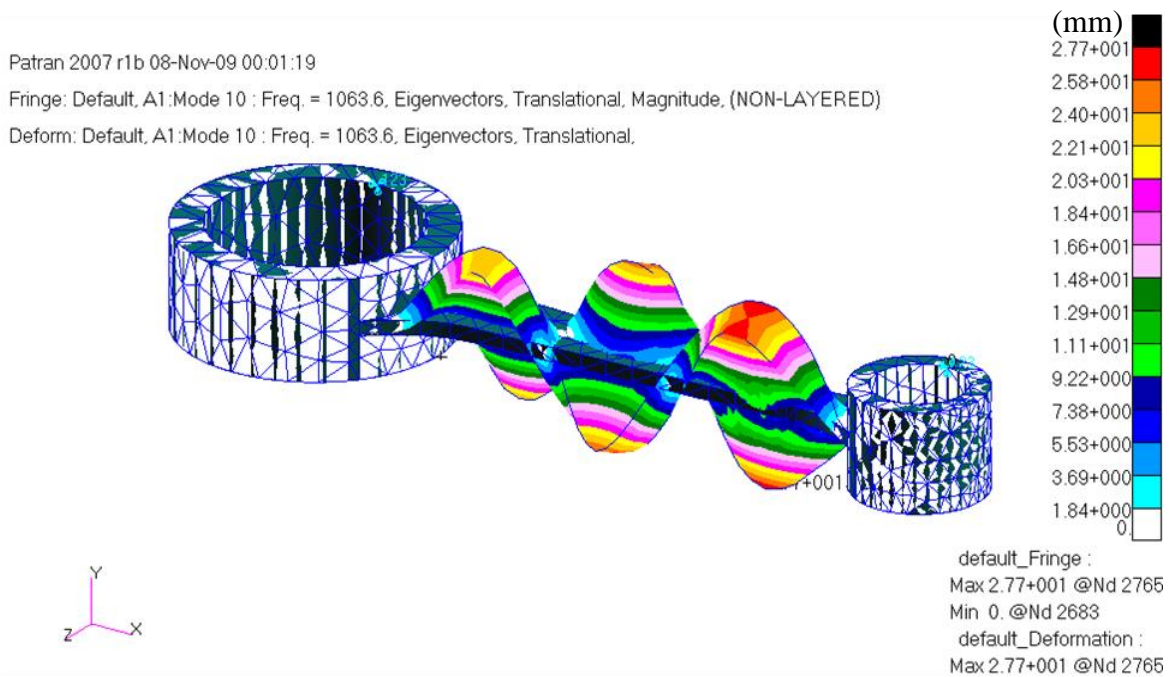 Patran 2007 r1b 08-Nov-09 00:01:19
Fringe: Default, A1:Mode 10 : Freq. = 1063.6, Eigenvectors, Translational, Magnitude, (NON-LAYERED)
Deform: Default, A1:Mode 10 : Freq. = 1063.6, Eigenvectors, Translational,
(mm)
2.77+001
2.58+001
2.40+001
2.21+001
2.03+001
1.84+001
1.66+001
1.48+001
1.29+001
1.11+001
9.22+000
7.38+000
5.53+000
3.69+000
1.84+000
0.
+001
Y
Z
X
default_Fringe :
Max 2.77+001 @Nd 2765
Min 0. @Nd 2683
default_Deformation :
Max 2.77+001 @Nd 2765